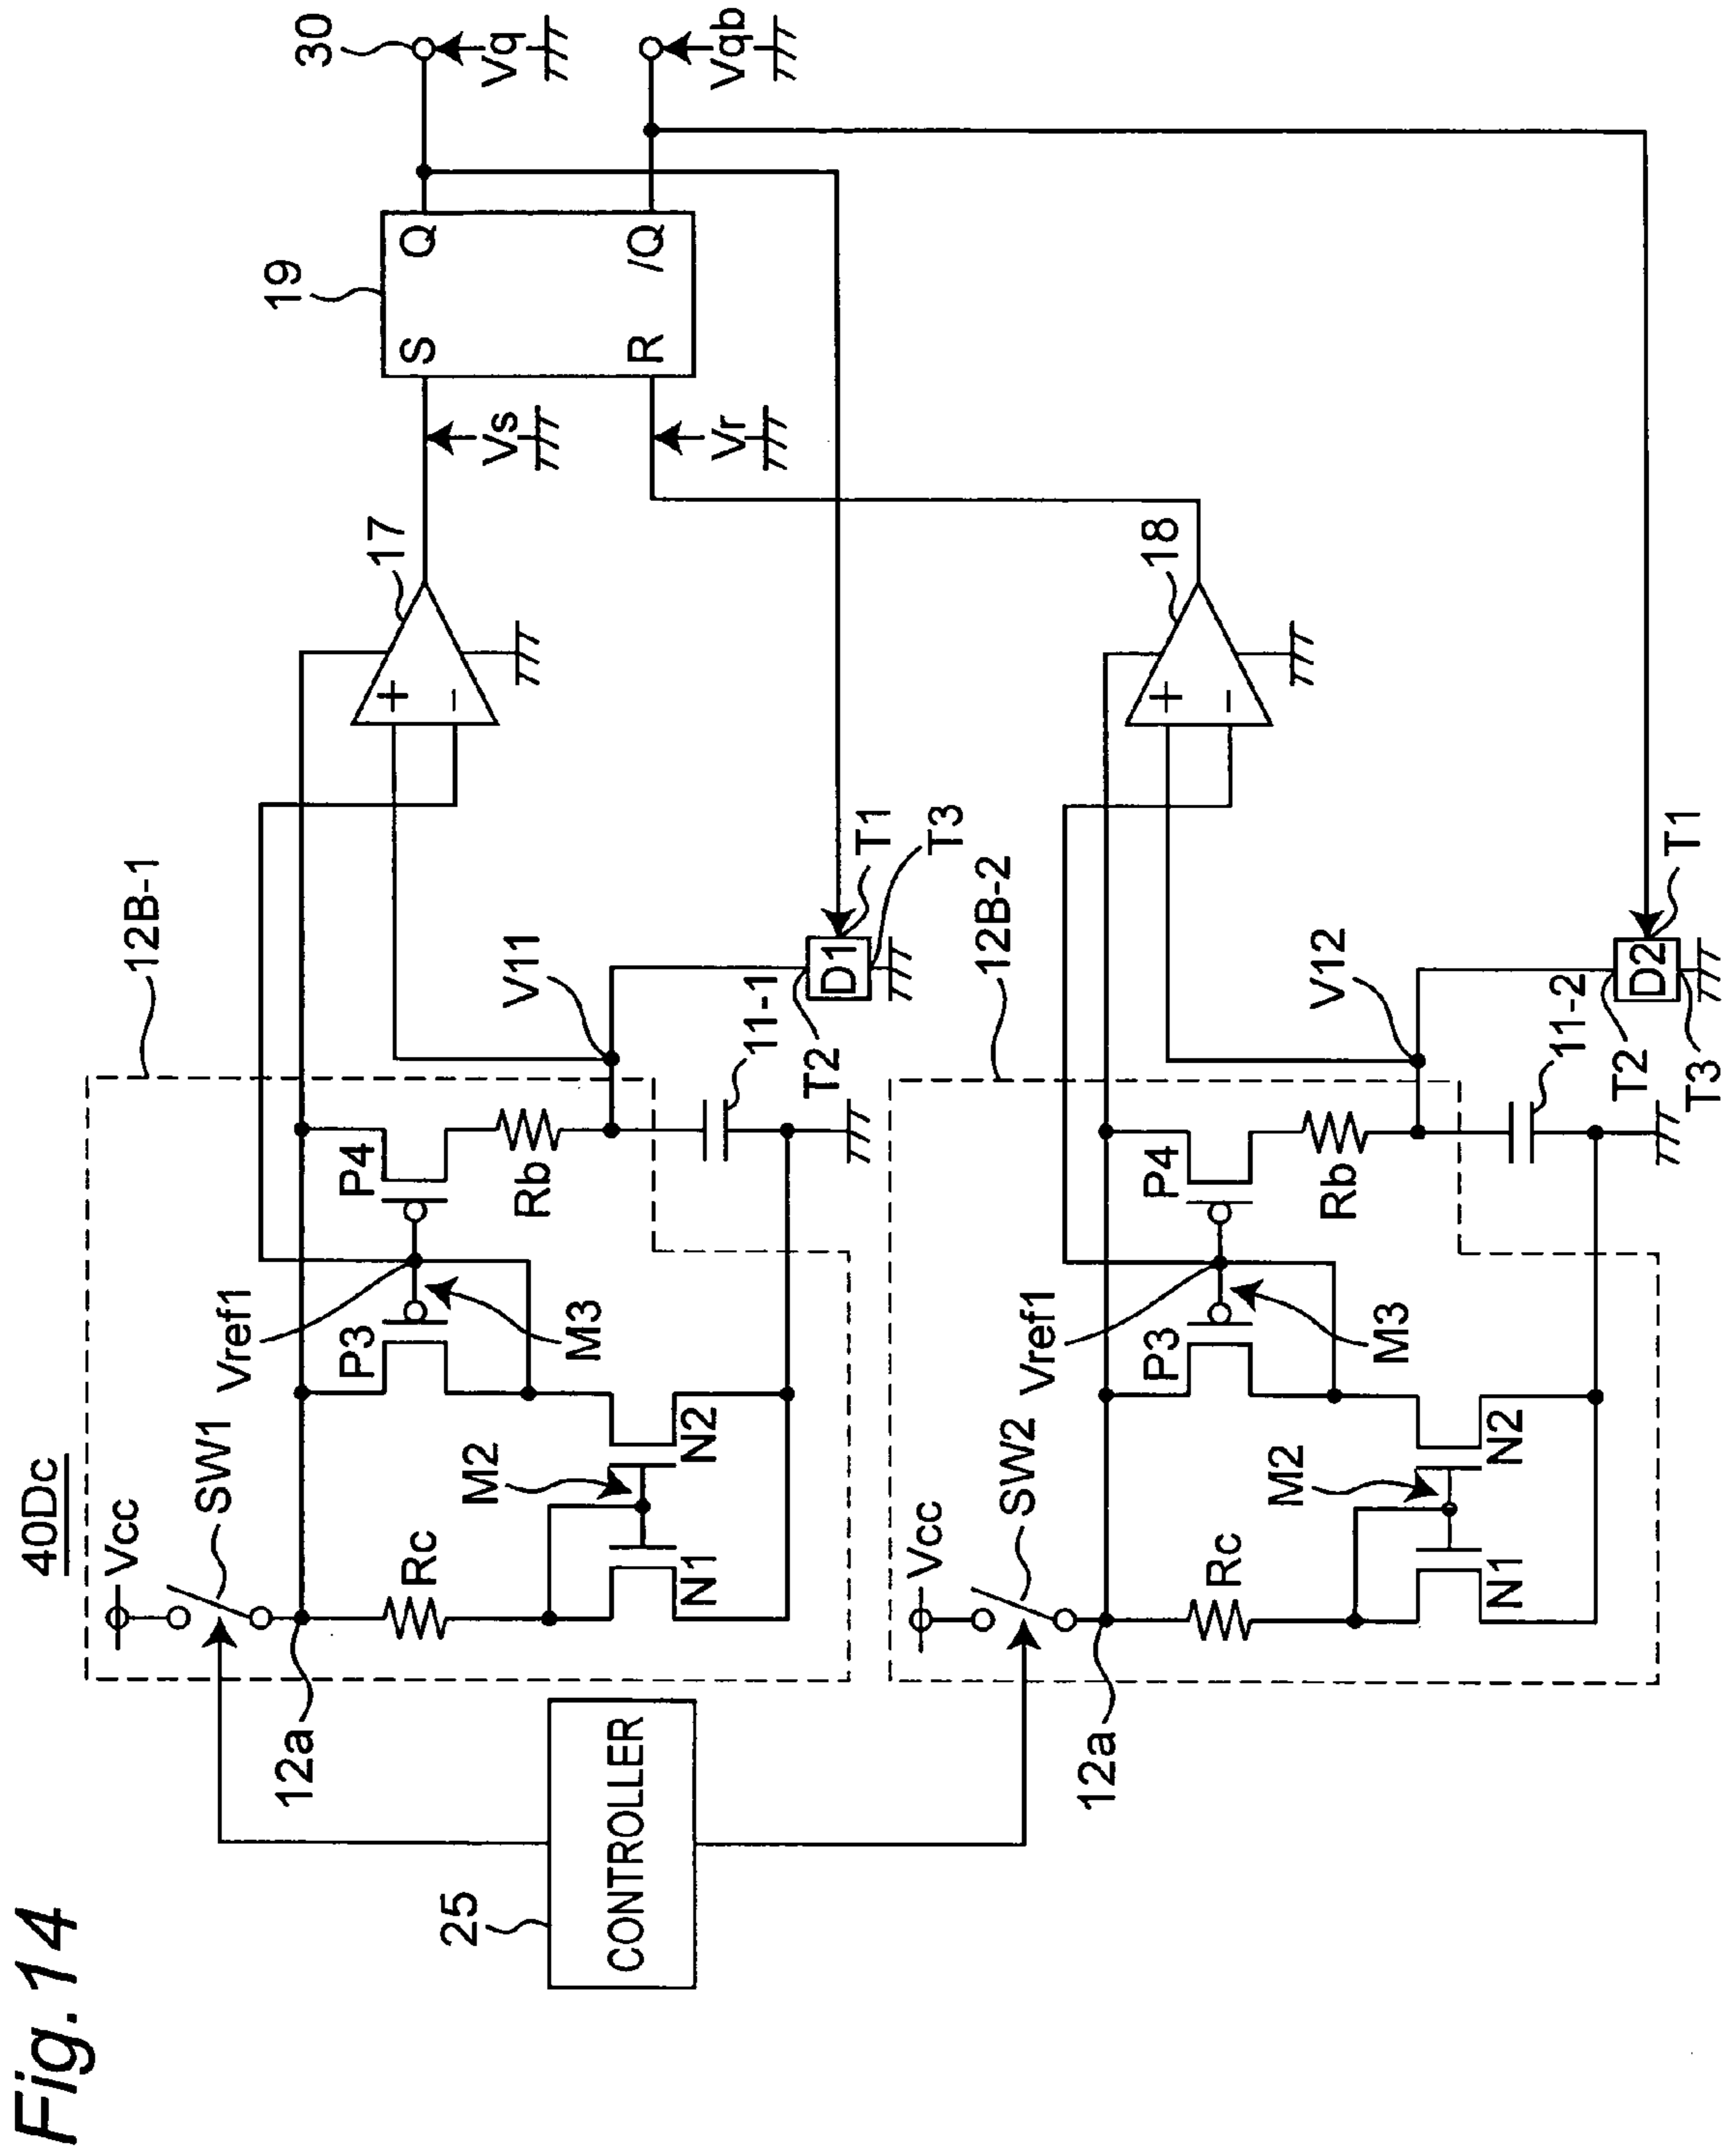 Fig.14
40Dc
Vcc
SW1
12a
Rc
M2
N1
N2
P3
P4
M3
Vref1
Rb
12B-1
V11
11-1
T2
D1
T1
T3
17
+
-
Vs
Vr
19
S
R
Q
/Q
30
Vq
Vqb
25
CONTROLLER
Vcc
SW2
12a
Rc
M2
N1
N2
P3
P4
M3
Vref1
Rb
12B-2
V12
11-2
T2
D2
T1
T3
18
+
-